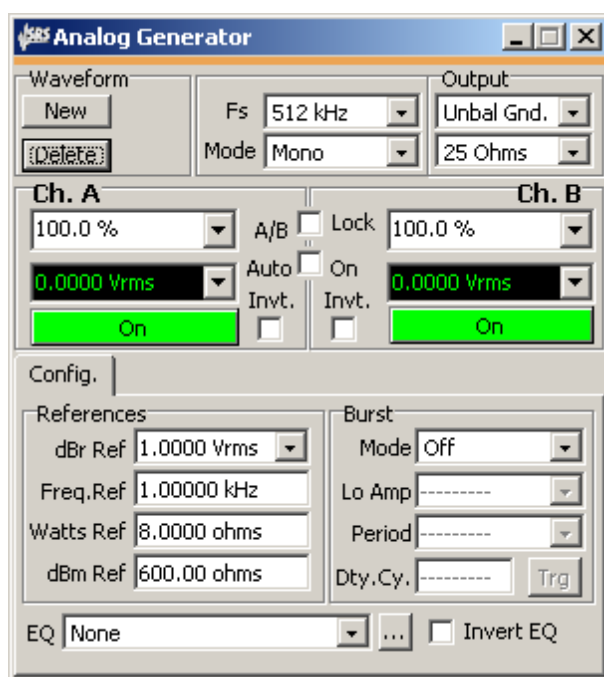 SRS Analog Generator
Waveform
New
Delete
Fs 512 kHz
Mode Mono
Output
Unbal Gnd.
25 Ohms
Ch. A
100.0 %
0.0000 Vrms
On
A/B Lock
Auto On
Invt. Invt.
Ch. B
100.0 %
0.0000 Vrms
On
Config.
References
dBr Ref 1.0000 Vrms
Freq.Ref 1.00000 kHz
Watts Ref 8.0000 ohms
dBm Ref 600.00 ohms
Burst
Mode Off
Lo Amp ---------
Period ---------
Dty.Cy. --------- Trg
EQ None ... Invert EQ